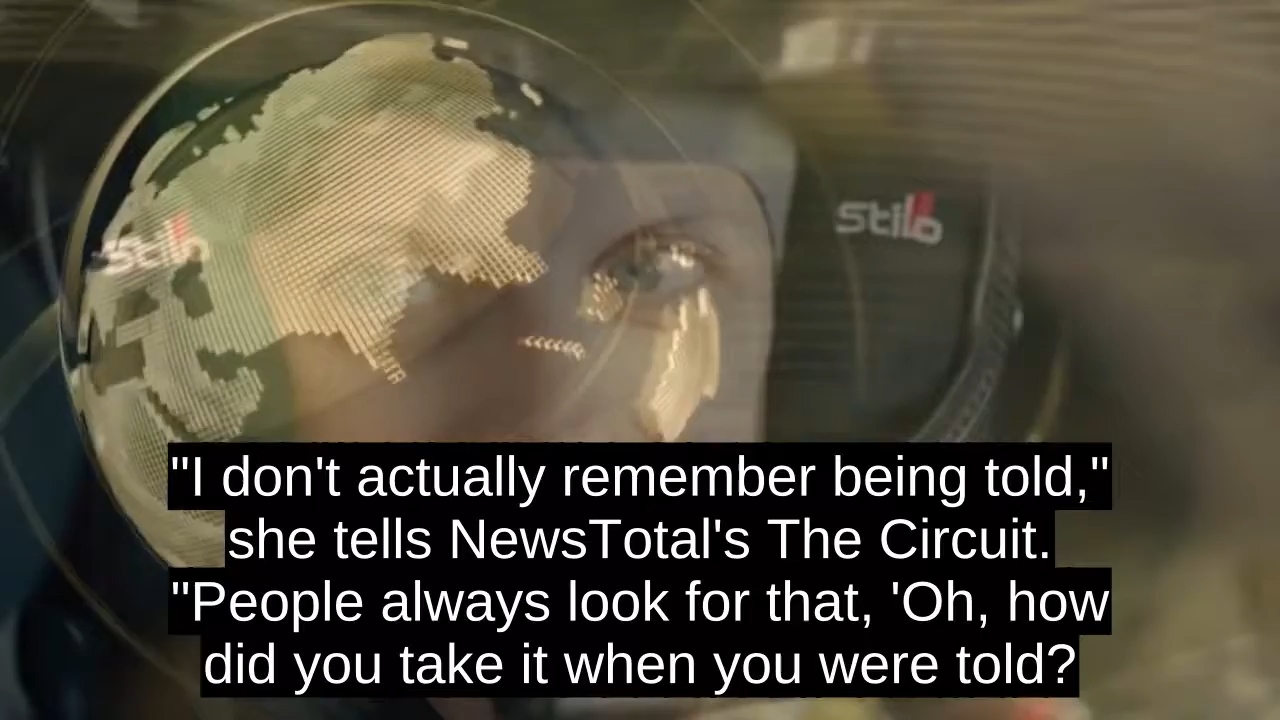 Stilo
Stilo
"I don't actually remember being told,"
she tells NewsTotal's The Circuit.
"People always look for that, 'Oh, how
did you take it when you were told?